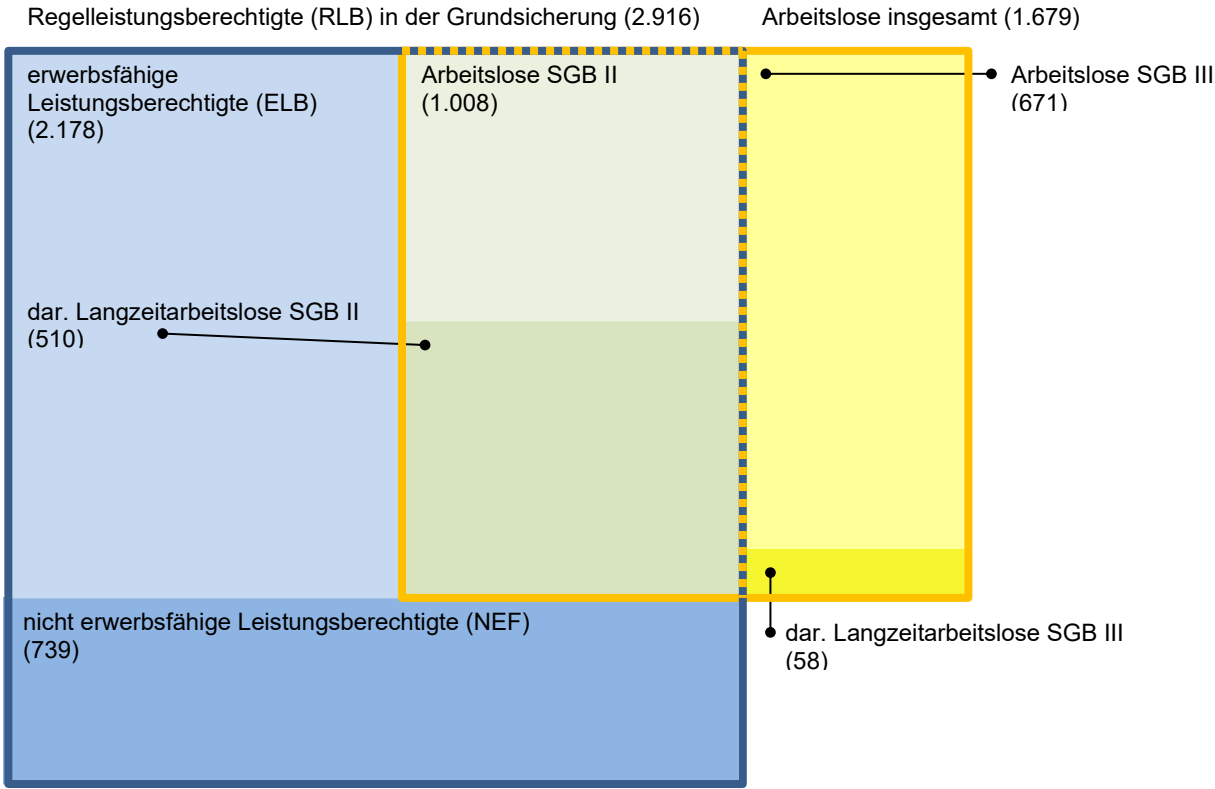 Regelleistungsberechtigte (RLB) in der Grundsicherung (2.916)
Arbeitslose insgesamt (1.679)
erwerbsfähige
Leistungsberechtigte (ELB)
(2.178)
Arbeitslose SGB II
(1.008)
Arbeitslose SGB III
(671)
dar. Langzeitarbeitslose SGB II
(510)
nicht erwerbsfähige Leistungsberechtigte (NEF)
(739)
dar. Langzeitarbeitslose SGB III
(58)